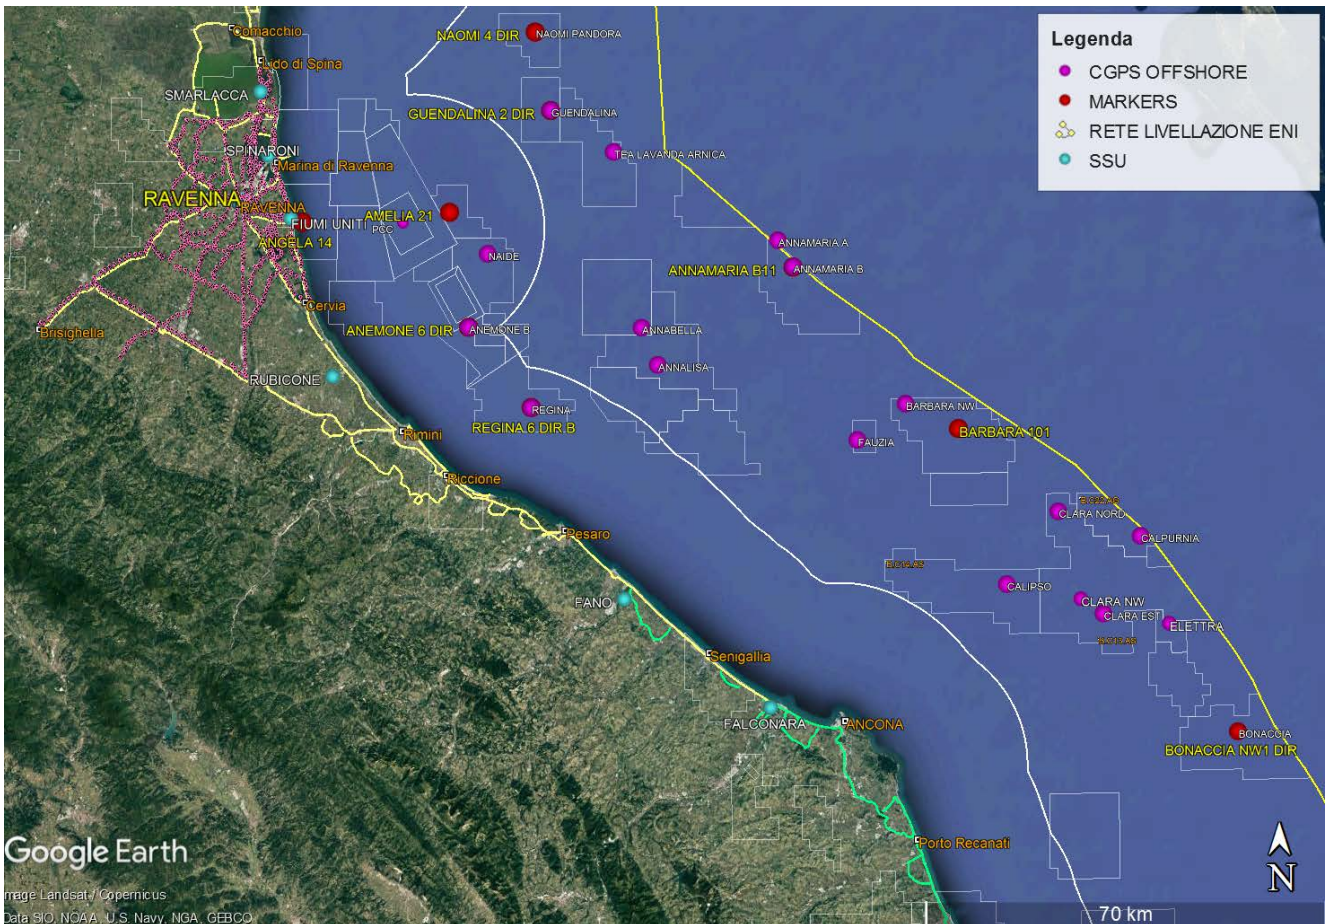 Comacchio
NAOMI 4 DIR
NAOMI PANDORA
Legenda
CGPS OFFSHORE
MARKERS
RETE LIVELLAZIONE ENI
SSU
Lido di Spina
SMARLACCA
GUENDALINA 2 DIR
GUENDALINA
SPINARONI
Marina di Ravenna
TEA LAVANDA ARNICA
RAVENNA
RAVENNA
FIUMI UNITI
AMELIA 21
PCC
ANGELA 14
NAIDE
ANNAMARIA A
ANNAMARIA B11
ANNAMARIA B
Cervia
Brisighella
ANEMONE 6 DIR
ANEMONE B
ANNABELLA
ANNALISA
RUBICONE
REGINA
REGINA 6 DIR B
BARBARA NW
BARBARA 101
FAUZIA
Rimini
Riccione
CLARA NORD
Pesaro
CALPURNIA
B.C14.AS
CALIPSO
FANO
CLARA NW
CLARA EST
ELETTRA
B.C13.AS
Senigallia
FALCONARA
ANCONA
BONACCIA
BONACCIA NW1 DIR
Porto Recanati
Google Earth
N
mage Landsat / Copernicus
Data SIO, NOAA, U.S. Navy, NGA, GEBCO
70 km